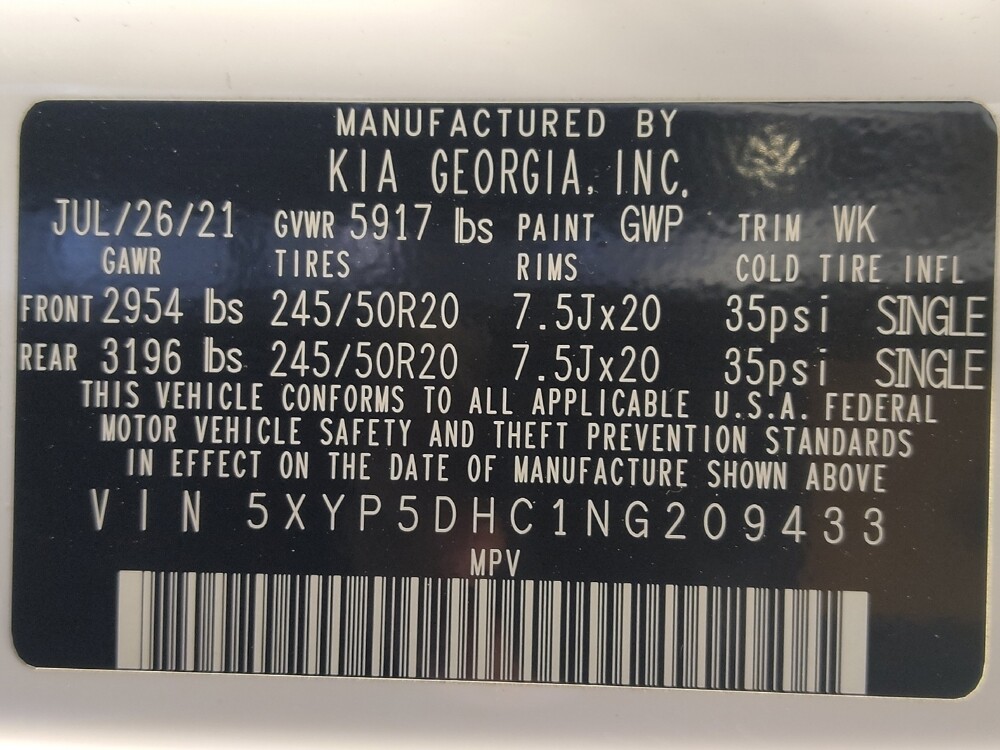 MANUFACTURED BY
KIA GEORGIA, INC.
JUL/26/21 GVWR 5917 lbs PAINT GWP TRIM WK
GAWR TIRES RIMS COLD TIRE INFL
FRONT 2954 lbs 245/50R20 7.5Jx20 35psi SINGLE
REAR 3196 lbs 245/50R20 7.5Jx20 35psi SINGLE
THIS VEHICLE CONFORMS TO ALL APPLICABLE U.S.A. FEDERAL
MOTOR VEHICLE SAFETY AND THEFT PREVENTION STANDARDS
IN EFFECT ON THE DATE OF MANUFACTURE SHOWN ABOVE
VIN 5XYP5DHC1NG209433
MPV